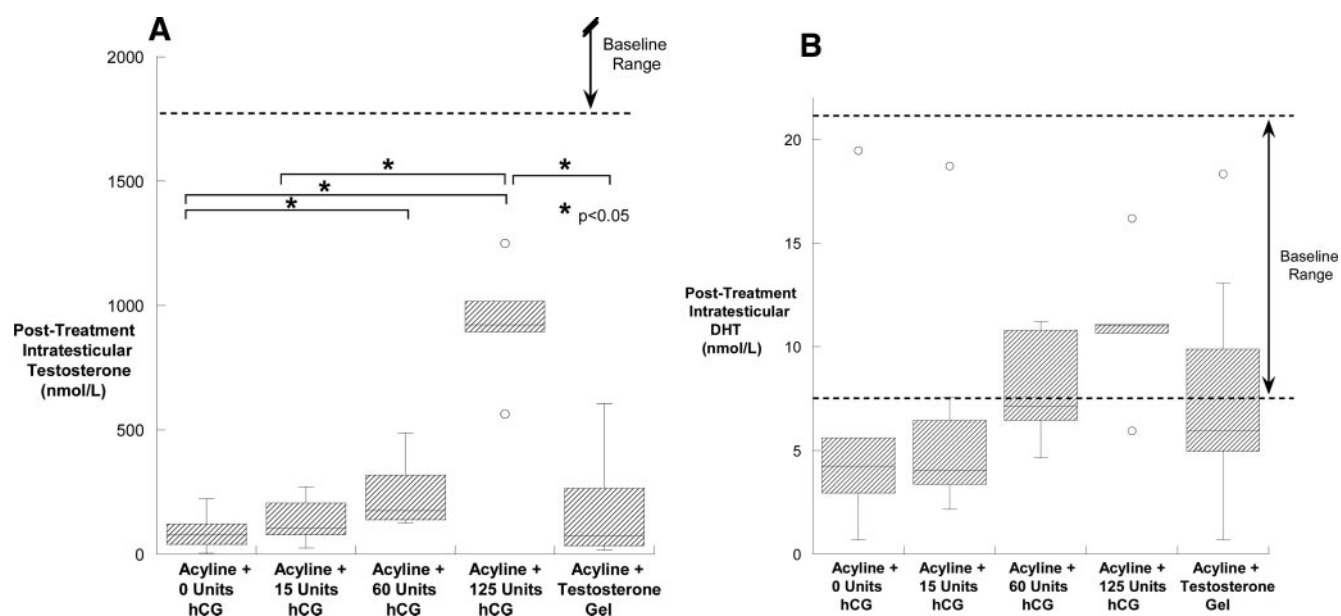 A
Baseline
Range
2000
1500
1000
500
0
*
*
*
*
* p<0.05
Post-Treatment
Intratesticular
Testosterone
(nmol/L)
Acyline +
0 Units
hCG
Acyline +
15 Units
hCG
Acyline +
60 Units
hCG
Acyline +
125 Units
hCG
Acyline +
Testosterone
Gel
B
20
15
10
5
0
Baseline
Range
Post-Treatment
Intratesticular
DHT
(nmol/L)
Acyline +
0 Units
hCG
Acyline +
15 Units
hCG
Acyline +
60 Units
hCG
Acyline +
125 Units
hCG
Acyline +
Testosterone
Gel